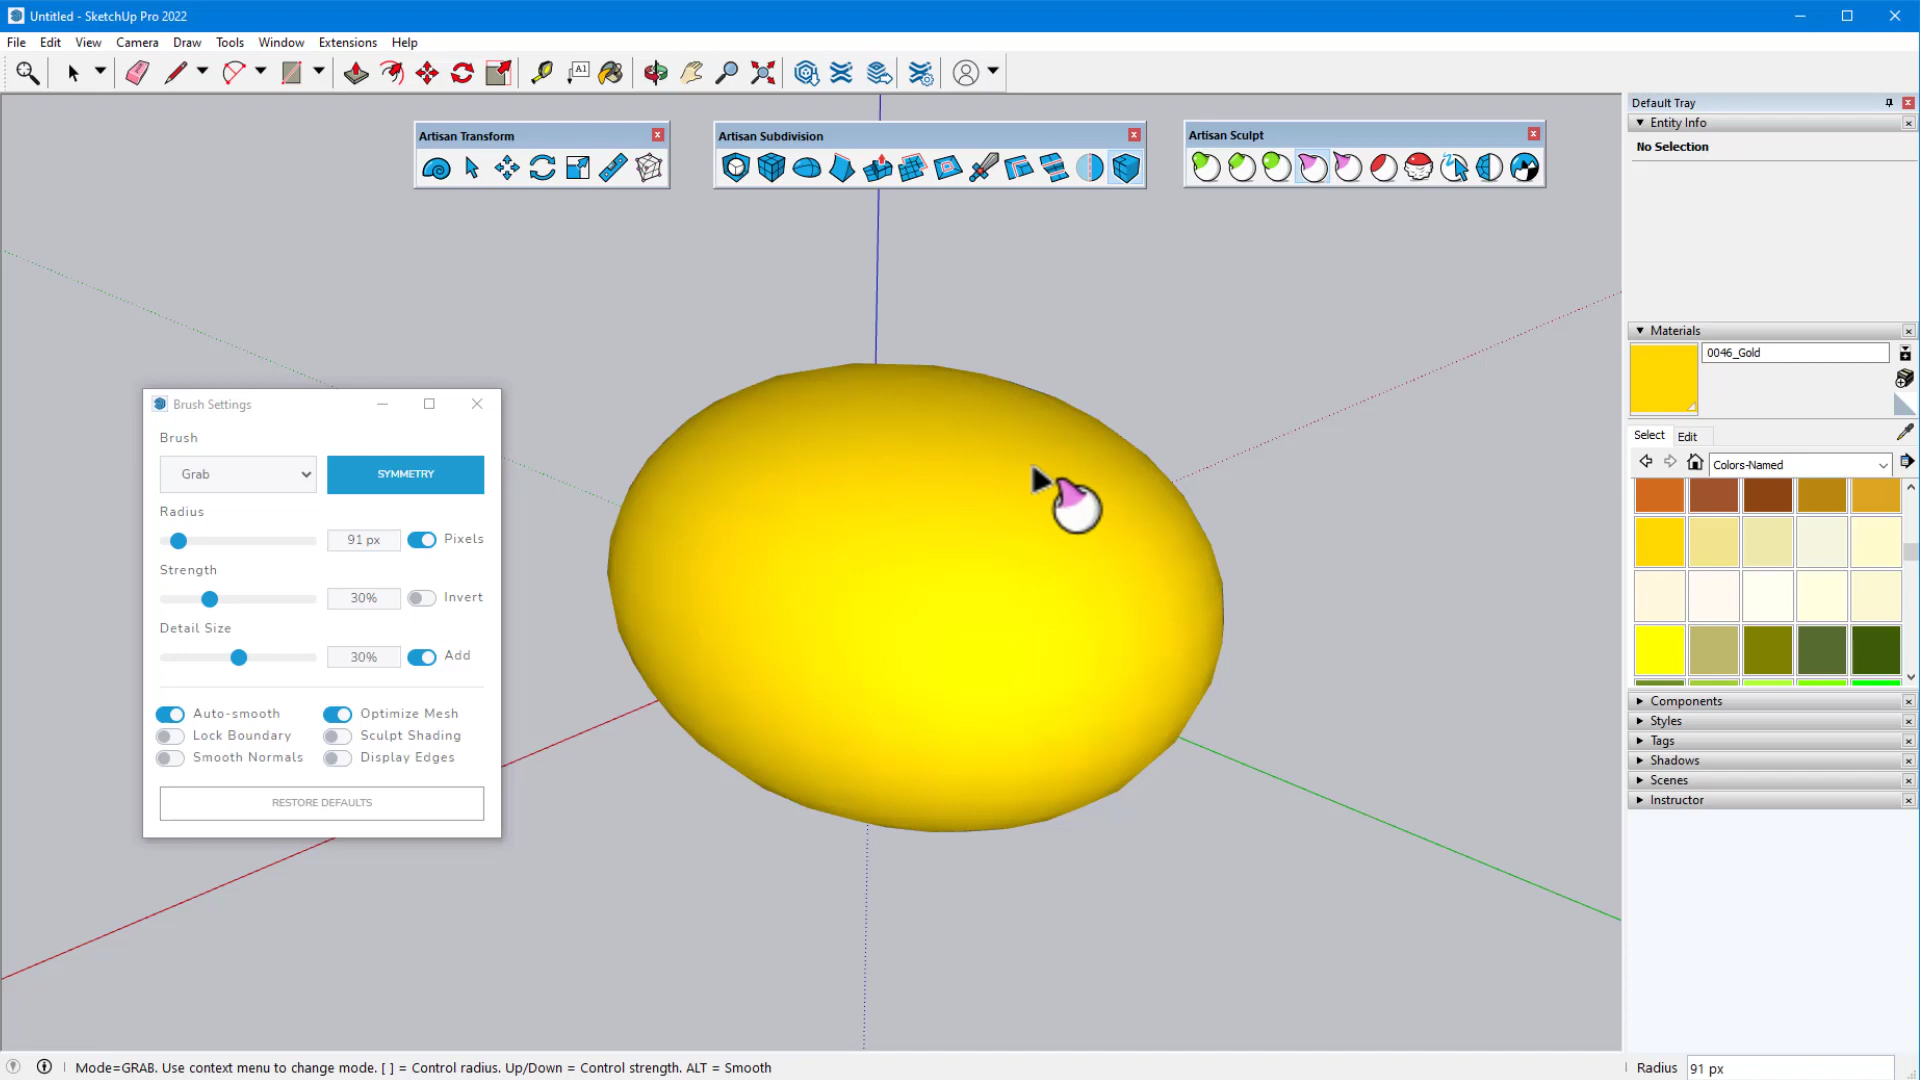 Untitled - SketchUp Pro 2022
File Edit View Camera Draw Tools Window Extensions Help
A1
Default Tray
Entity Info
No Selection
Artisan Transform
Artisan Subdivision
Artisan Sculpt
Materials
0046_Gold
Select Edit
Colors-Named
Brush Settings
Brush
Grab
SYMMETRY
Radius
91 px
Pixels
Strength
30%
Invert
Detail Size
30%
Add
Auto-smooth
Optimize Mesh
Lock Boundary
Sculpt Shading
Smooth Normals
Display Edges
RESTORE DEFAULTS
Components
Styles
Tags
Shadows
Scenes
Instructor
Mode=GRAB. Use context menu to change mode. [ ] = Control radius. Up/Down = Control strength. ALT = Smooth
Radius 91 px